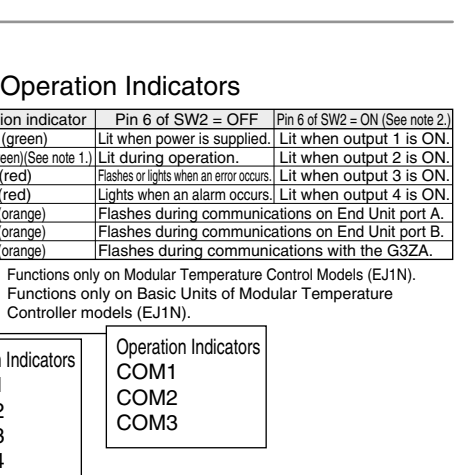 Operation Indicators
ion indicator Pin 6 of SW2 = OFF Pin 6 of SW2 = ON (See note 2.)
(green) Lit when power is supplied. Lit when output 1 is ON.
een)(See note 1.) Lit during operation. Lit when output 2 is ON.
(red) Flashes or lights when an error occurs. Lit when output 3 is ON.
(red) Lights when an alarm occurs. Lit when output 4 is ON.
(orange) Flashes during communications on End Unit port A.
(orange) Flashes during communications on End Unit port B.
(orange) Flashes during communications with the G3ZA.
Functions only on Modular Temperature Control Models (EJ1N).
Functions only on Basic Units of Modular Temperature
Controller models (EJ1N).
Indicators
2
3
4
Operation Indicators
COM1
COM2
COM3